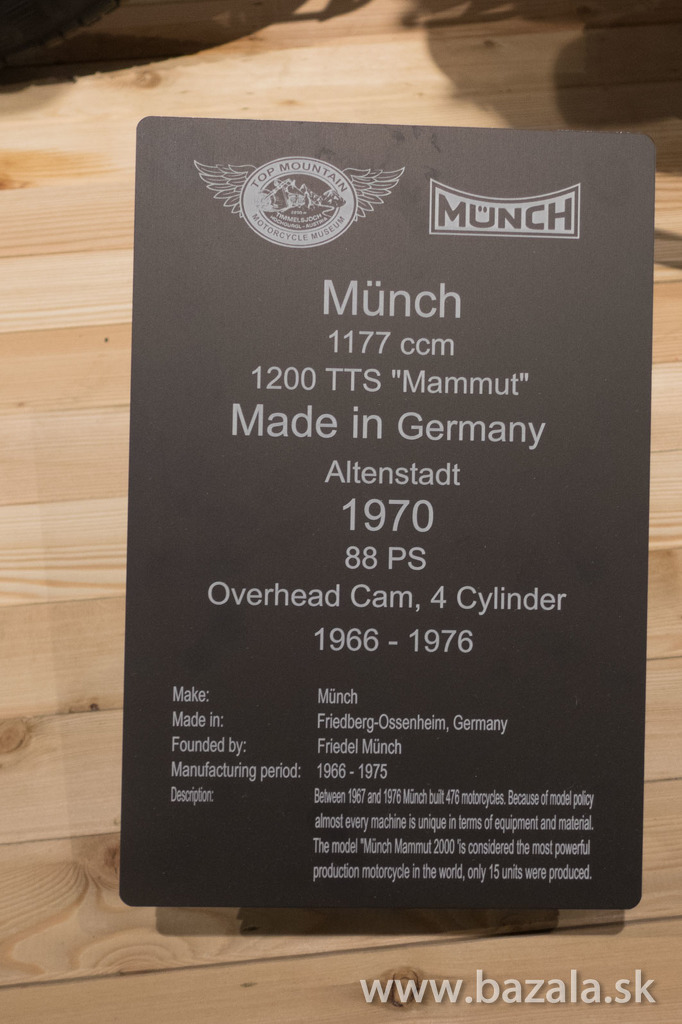 TOP MOUNTAIN
TIMMELSJOCH
HOCHGURGL - AUSTRIA
MOTORCYCLE MUSEUM
MÜNCH
Münch
1177 ccm
1200 TTS "Mammut"
Made in Germany
Altenstadt
1970
88 PS
Overhead Cam, 4 Cylinder
1966 - 1976
Make: Münch
Made in: Friedberg-Ossenheim, Germany
Founded by: Friedel Münch
Manufacturing period: 1966 - 1975
Description: Between 1967 and 1976 Münch built 476 motorcycles. Because of model policy
almost every machine is unique in terms of equipment and material.
The model "Münch Mammut 2000 'is considered the most powerful
production motorcycle in the world, only 15 units were produced.
www.bazala.sk